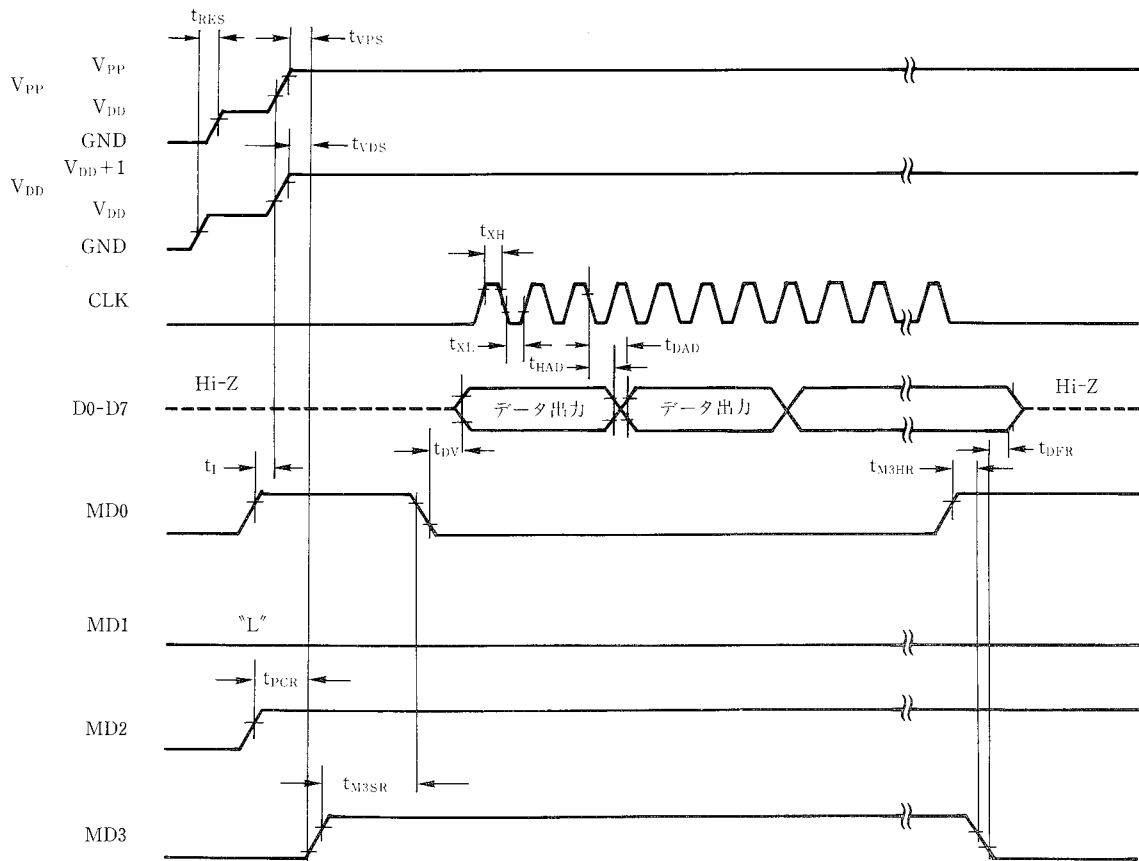 tRES
tVPS
VPP
VPP
VDD
GND
tVDS
VDD+1
VDD
VDD
GND
tXH
CLK
tXL
tHAD
tDAD
Hi-Z
Hi-Z
D0-D7
データ出力
データ出力
tDV
tDFR
tI
tM3HR
MD0
MD1
"L"
tPCR
MD2
tM3SR
MD3